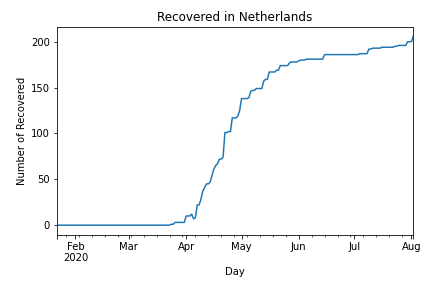 Recovered in Netherlands
Number of Recovered
200
150
100
50
0
Feb
2020
Mar
Apr
May
Jun
Jul
Aug
Day